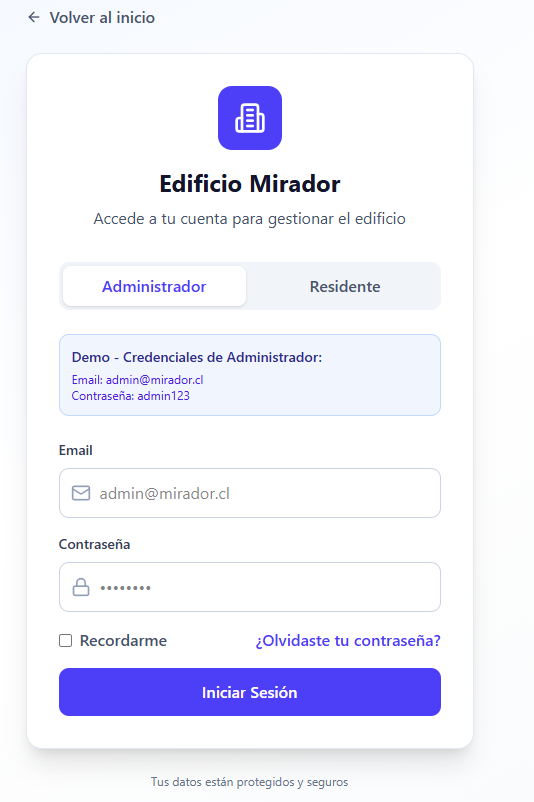 Volver al inicio
Edificio Mirador
Accede a tu cuenta para gestionar el edificio
Administrador
Residente
Demo - Credenciales de Administrador:
Email: admin@mirador.cl
Contraseña: admin123
Email
admin@mirador.cl
Contraseña
••••••••
Recordarme
¿Olvidaste tu contraseña?
Iniciar Sesión
Tus datos están protegidos y seguros